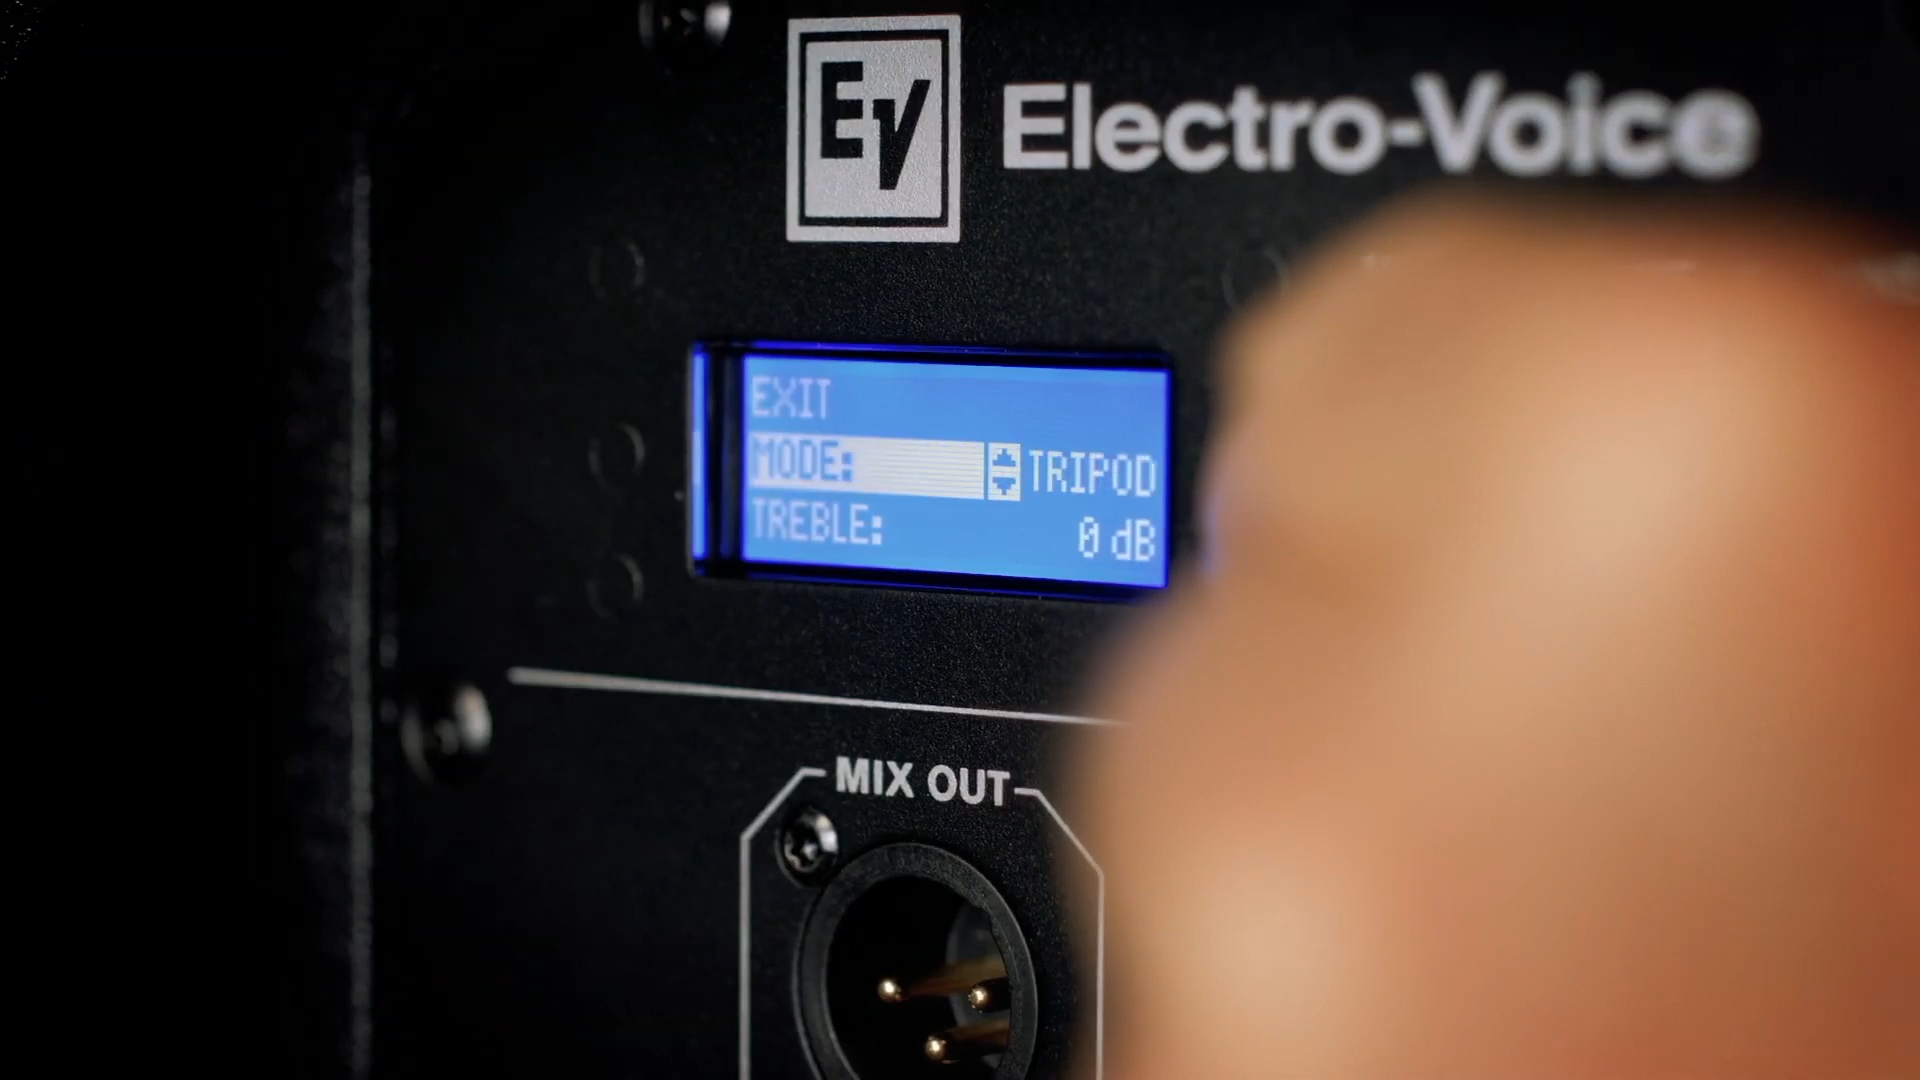 EV Electro-Voice
EXIT
MODE: TRIPOD
TREBLE: 0 dB
MIX OUT